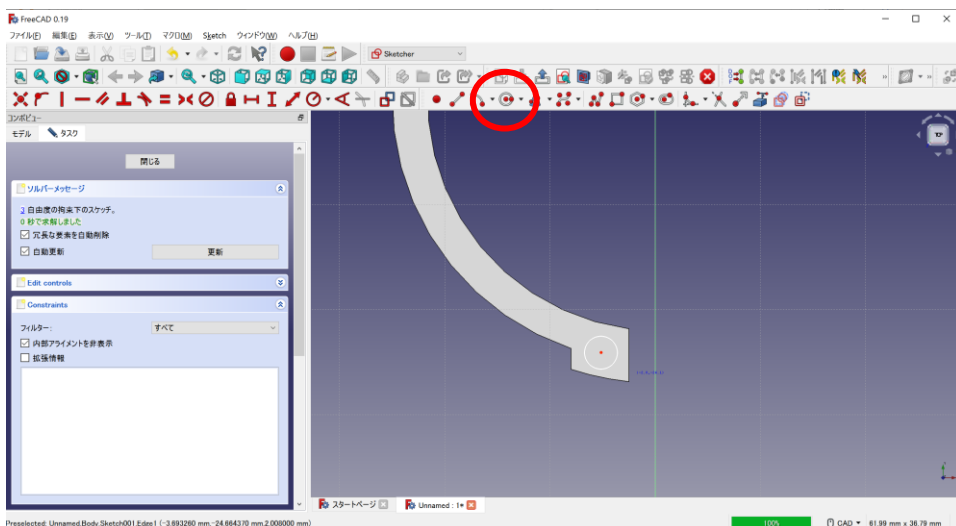 FreeCAD 0.19
ファイル(F) 編集(E) 表示(V) ツール(T) マクロ(M) Sketch ウィンドウ(W) ヘルプ(H)
Sketcher
コンボビュー
モデル タスク
閉じる
ソルバーメッセージ
3 自由度の拘束下のスケッチ。
0 秒で求解しました
冗長な要素を自動削除
自動更新 更新
Edit controls
Constraints
フィルター: すべて
内部アライメントを非表示
拡張情報
スタートページ Unnamed : 1*
Preselected: Unnamed.Body.Sketch001.Edge1 (-3.693260 mm,-24.664370 mm,2.008000 mm)
100% CAD 61.99 mm x 36.79 mm